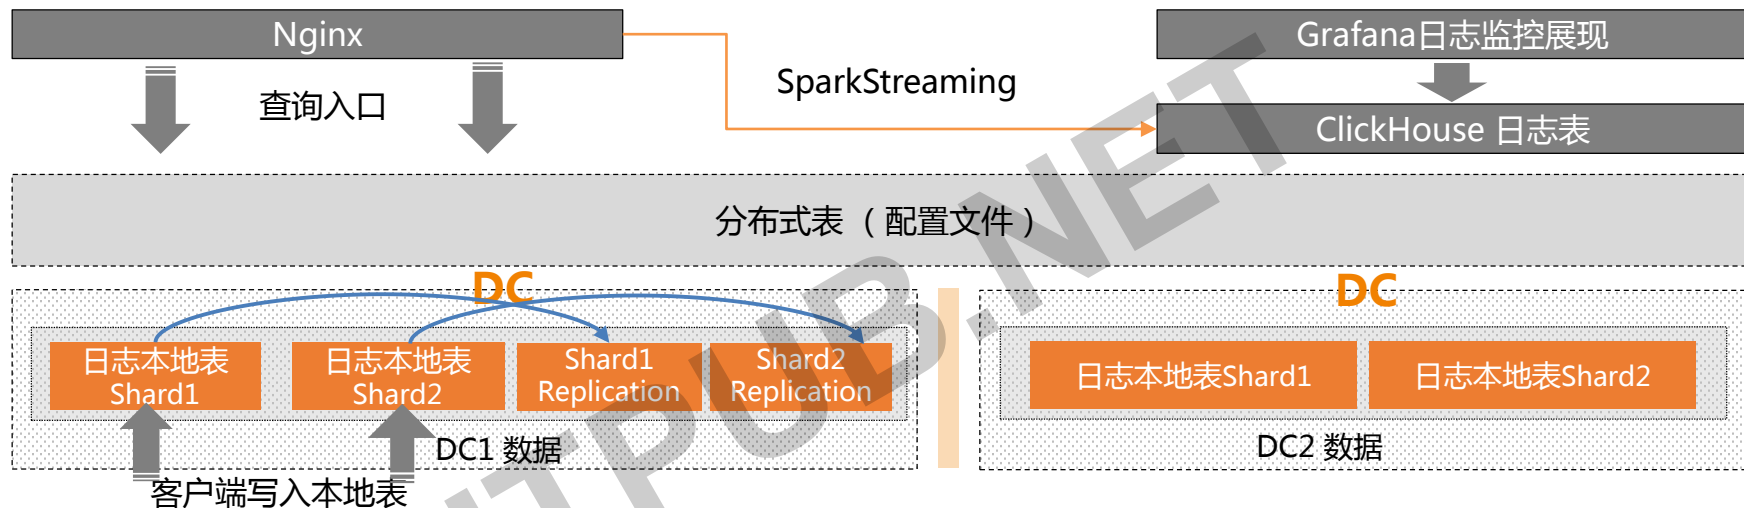 Nginx
Grafana日志监控展现
SparkStreaming
查询入口
ClickHouse 日志表
分布式表 （ 配置文件 ）
DC
DC
日志本地表
Shard1
日志本地表
Shard2
Shard1
Replication
Shard2
Replication
日志本地表Shard1
日志本地表Shard2
DC1 数据
DC2 数据
客户端写入本地表
ITPUB.NET